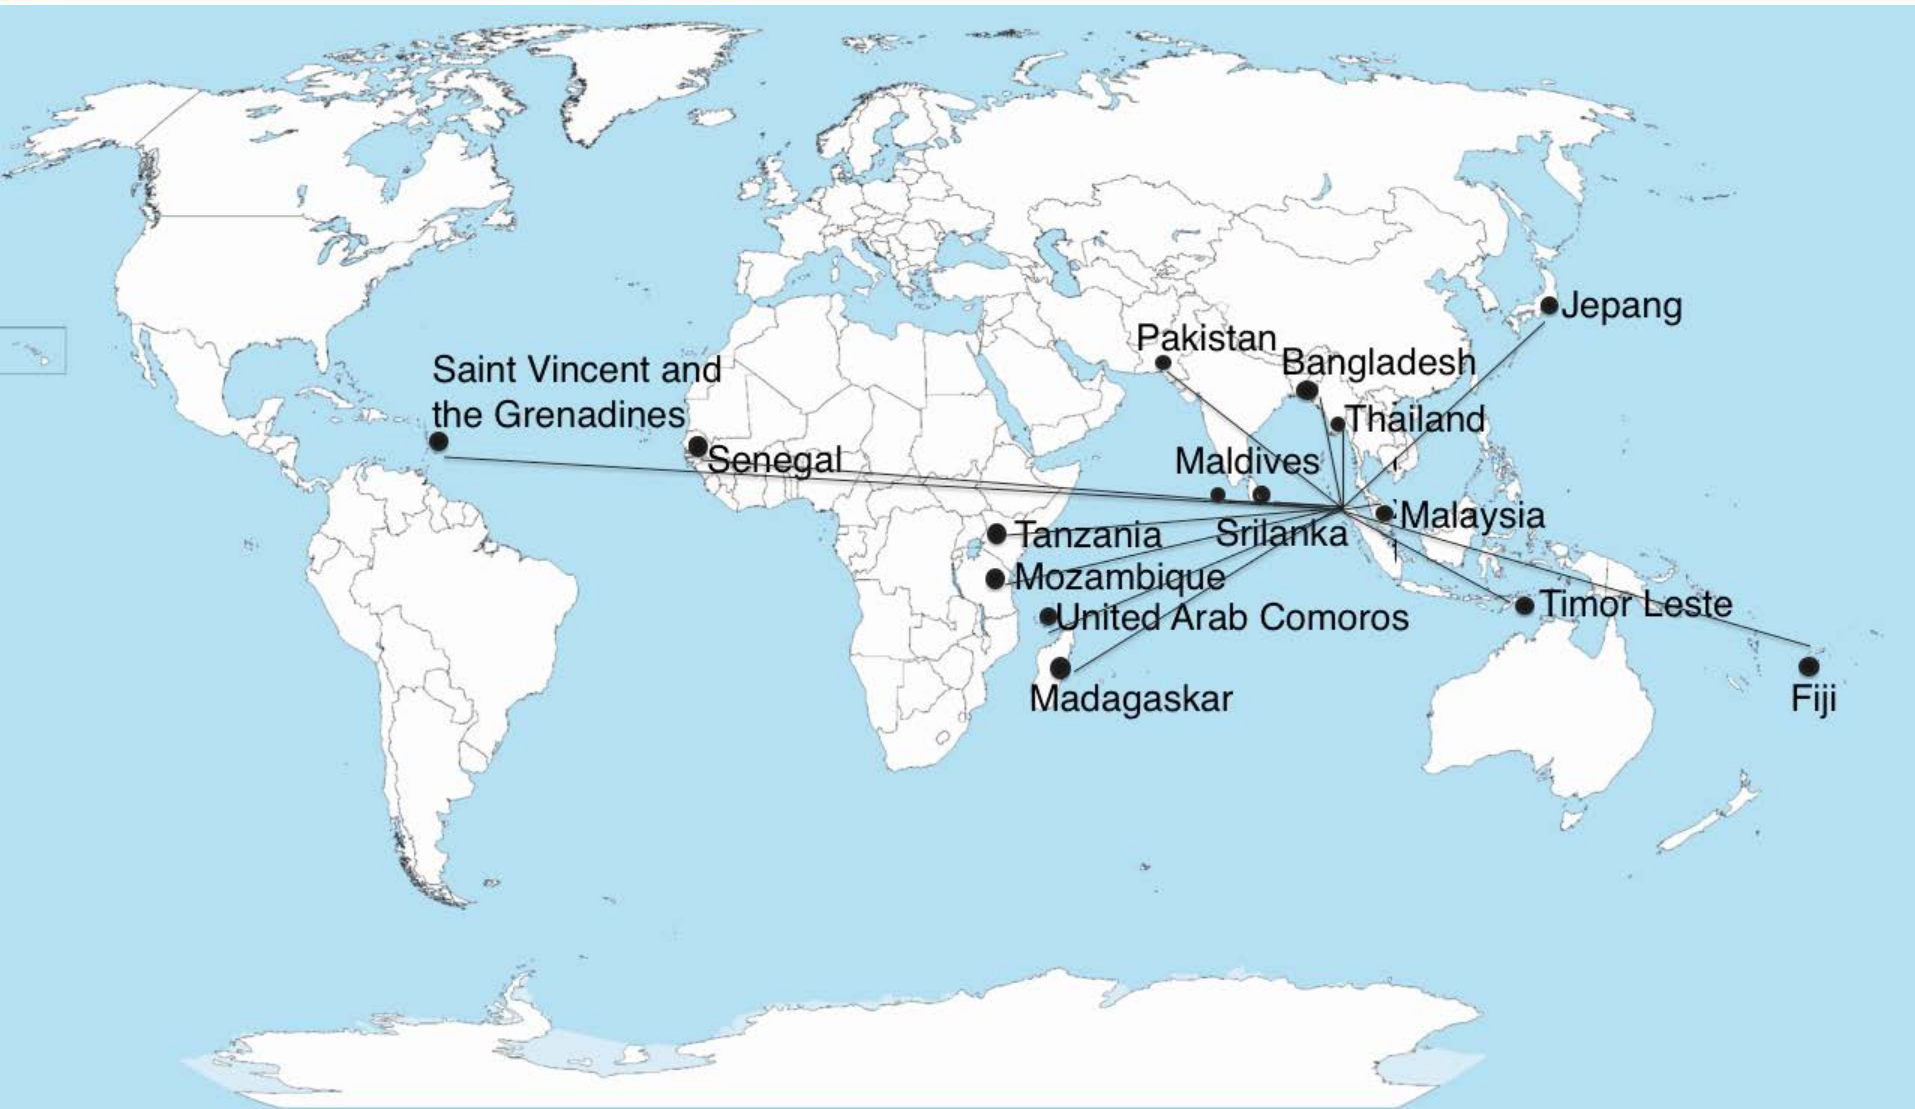 Jepang
Pakistan
Bangladesh
Saint Vincent and
the Grenadines
Thailand
Senegal
Maldives
Malaysia
Srilanka
Tanzania
Mozambique
United Arab Comoros
Timor Leste
Madagaskar
Fiji